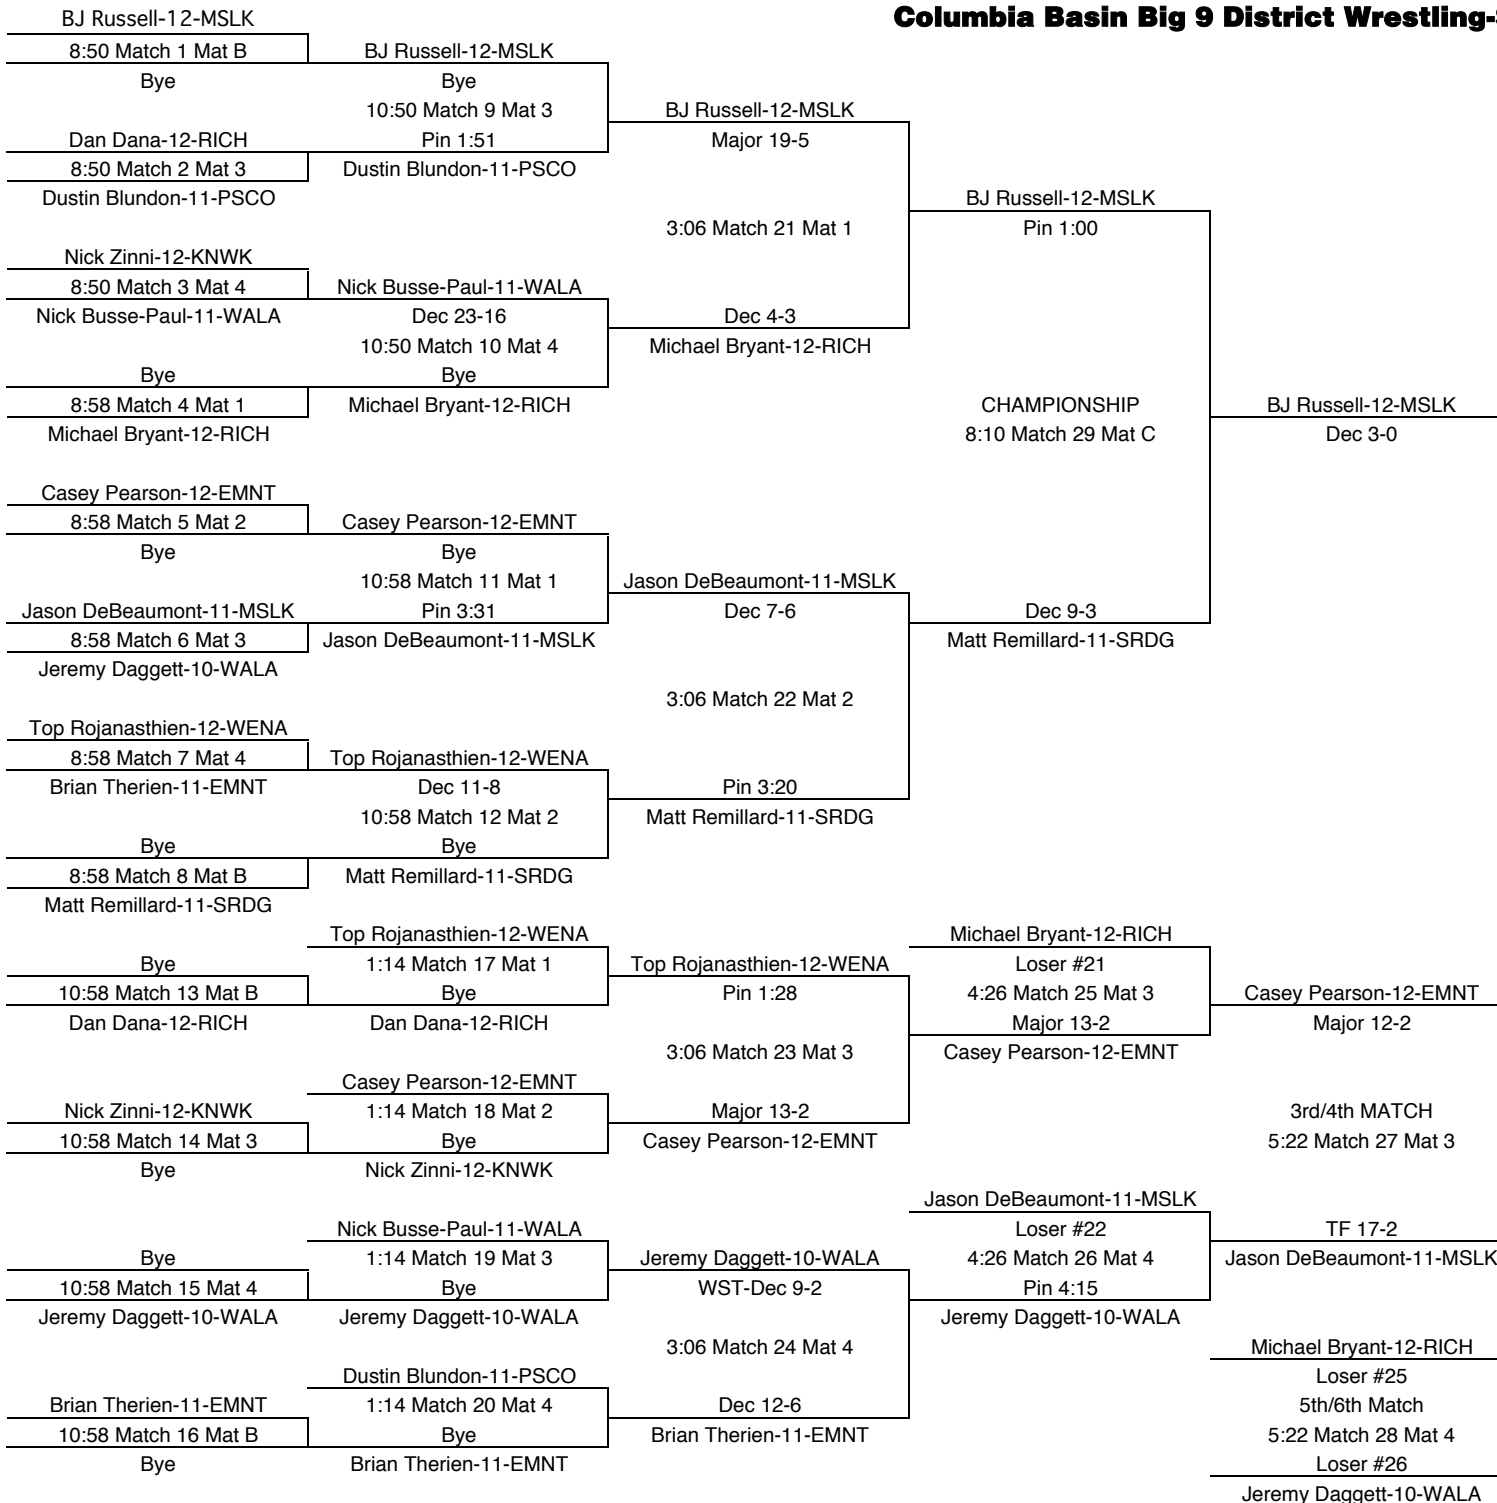 Columbia Basin Big 9 District Wrestling-
BJ Russell-12-MSLK
8:50 Match 1 Mat B
Bye
Dan Dana-12-RICH
8:50 Match 2 Mat 3
Dustin Blundon-11-PSCO
Nick Zinni-12-KNWK
8:50 Match 3 Mat 4
Nick Busse-Paul-11-WALA
Bye
8:58 Match 4 Mat 1
Michael Bryant-12-RICH
Casey Pearson-12-EMNT
8:58 Match 5 Mat 2
Bye
Jason DeBeaumont-11-MSLK
8:58 Match 6 Mat 3
Jeremy Daggett-10-WALA
Top Rojanasthien-12-WENA
8:58 Match 7 Mat 4
Brian Therien-11-EMNT
Bye
8:58 Match 8 Mat B
Matt Remillard-11-SRDG
BJ Russell-12-MSLK
Bye
10:50 Match 9 Mat 3
Pin 1:51
Dustin Blundon-11-PSCO
Nick Busse-Paul-11-WALA
Dec 23-16
10:50 Match 10 Mat 4
Bye
Michael Bryant-12-RICH
Casey Pearson-12-EMNT
Bye
10:58 Match 11 Mat 1
Pin 3:31
Jason DeBeaumont-11-MSLK
Top Rojanasthien-12-WENA
Dec 11-8
10:58 Match 12 Mat 2
Bye
Matt Remillard-11-SRDG
BJ Russell-12-MSLK
Major 19-5
3:06 Match 21 Mat 1
Dec 4-3
Michael Bryant-12-RICH
Jason DeBeaumont-11-MSLK
Dec 7-6
3:06 Match 22 Mat 2
Pin 3:20
Matt Remillard-11-SRDG
BJ Russell-12-MSLK
Pin 1:00
CHAMPIONSHIP
8:10 Match 29 Mat C
Dec 9-3
Matt Remillard-11-SRDG
BJ Russell-12-MSLK
Dec 3-0
Bye
10:58 Match 13 Mat B
Dan Dana-12-RICH
Nick Zinni-12-KNWK
10:58 Match 14 Mat 3
Bye
Bye
10:58 Match 15 Mat 4
Jeremy Daggett-10-WALA
Brian Therien-11-EMNT
10:58 Match 16 Mat B
Bye
Top Rojanasthien-12-WENA
1:14 Match 17 Mat 1
Bye
Dan Dana-12-RICH
Casey Pearson-12-EMNT
1:14 Match 18 Mat 2
Bye
Nick Zinni-12-KNWK
Nick Busse-Paul-11-WALA
1:14 Match 19 Mat 3
Bye
Jeremy Daggett-10-WALA
Dustin Blundon-11-PSCO
1:14 Match 20 Mat 4
Bye
Brian Therien-11-EMNT
Top Rojanasthien-12-WENA
Pin 1:28
3:06 Match 23 Mat 3
Major 13-2
Casey Pearson-12-EMNT
Jeremy Daggett-10-WALA
WST-Dec 9-2
3:06 Match 24 Mat 4
Dec 12-6
Brian Therien-11-EMNT
Michael Bryant-12-RICH
Loser #21
4:26 Match 25 Mat 3
Major 13-2
Casey Pearson-12-EMNT
Jason DeBeaumont-11-MSLK
Loser #22
4:26 Match 26 Mat 4
Pin 4:15
Jeremy Daggett-10-WALA
Casey Pearson-12-EMNT
Major 12-2
3rd/4th MATCH
5:22 Match 27 Mat 3
TF 17-2
Jason DeBeaumont-11-MSLK
Michael Bryant-12-RICH
Loser #25
5th/6th Match
5:22 Match 28 Mat 4
Loser #26
Jeremy Daggett-10-WALA